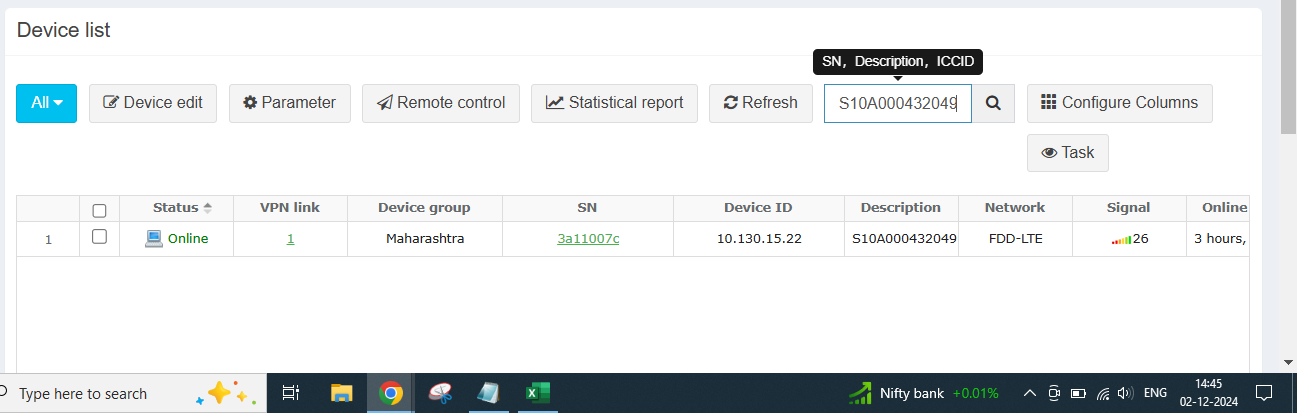 Device list
SN, Description, ICCID
All Device edit Parameter Remote control Statistical report Refresh S10A000432049 Configure Columns
Task
Status VPN link Device group SN Device ID Description Network Signal Online
1 Online 1 Maharashtra 3a11007c 10.130.15.22 S10A000432049 FDD-LTE 26 3 hours,
Type here to search Nifty bank +0.01% ENG 14:45
02-12-2024